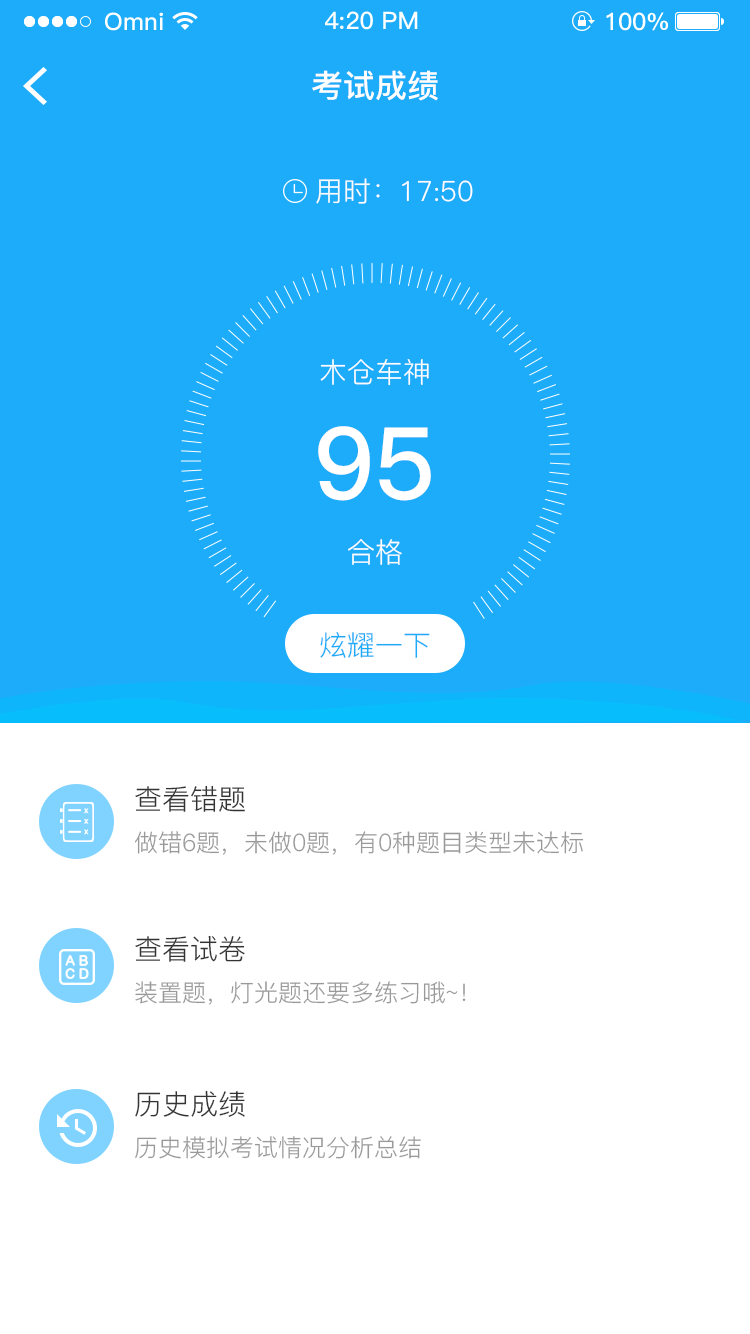 Omni 4:20 PM 100%
考试成绩
用时：17:50
木仓车神
95
合格
炫耀一下
查看错题
做错6题，未做0题，有0种题目类型未达标
A B
C D
查看试卷
装置题，灯光题还要多练习哦~!
历史成绩
历史模拟考试情况分析总结